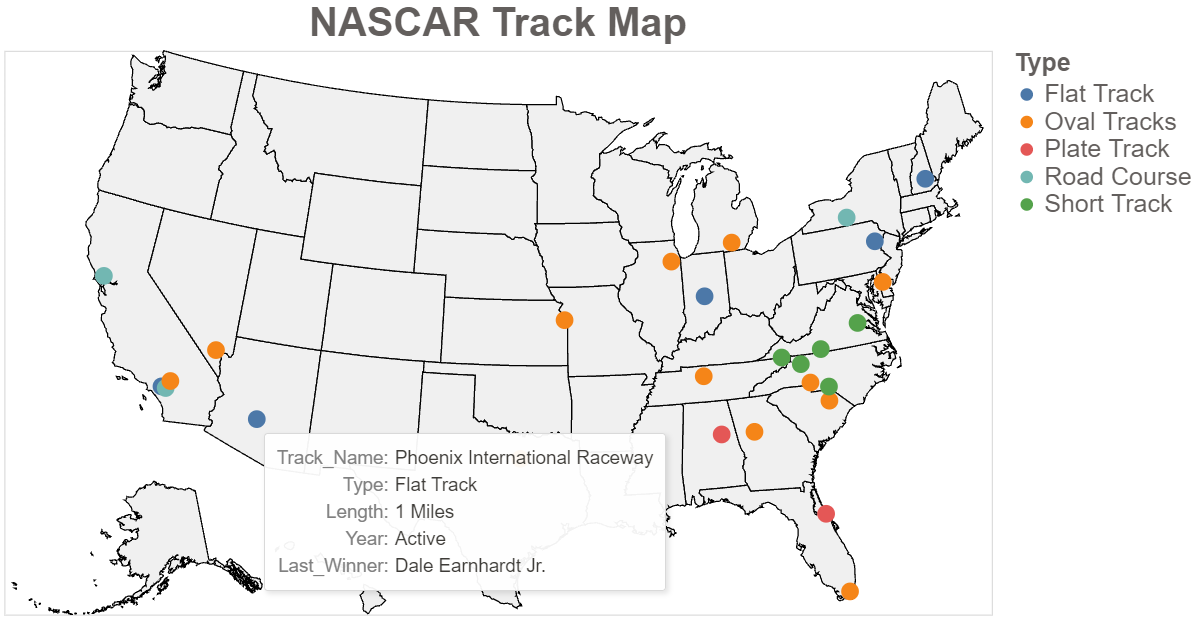 NASCAR Track Map
Type
Flat Track
Oval Tracks
Plate Track
Road Course
Short Track
Track_Name: Phoenix International Raceway
Type: Flat Track
Length: 1 Miles
Year: Active
Last_Winner: Dale Earnhardt Jr.